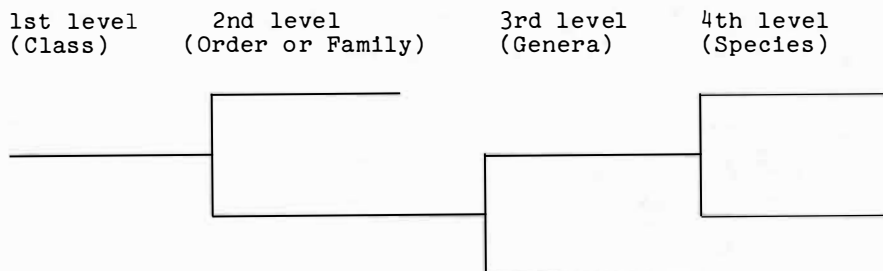 1st level 2nd level 3rd level 4th level
(Class) (Order or Family) (Genera) (Species)